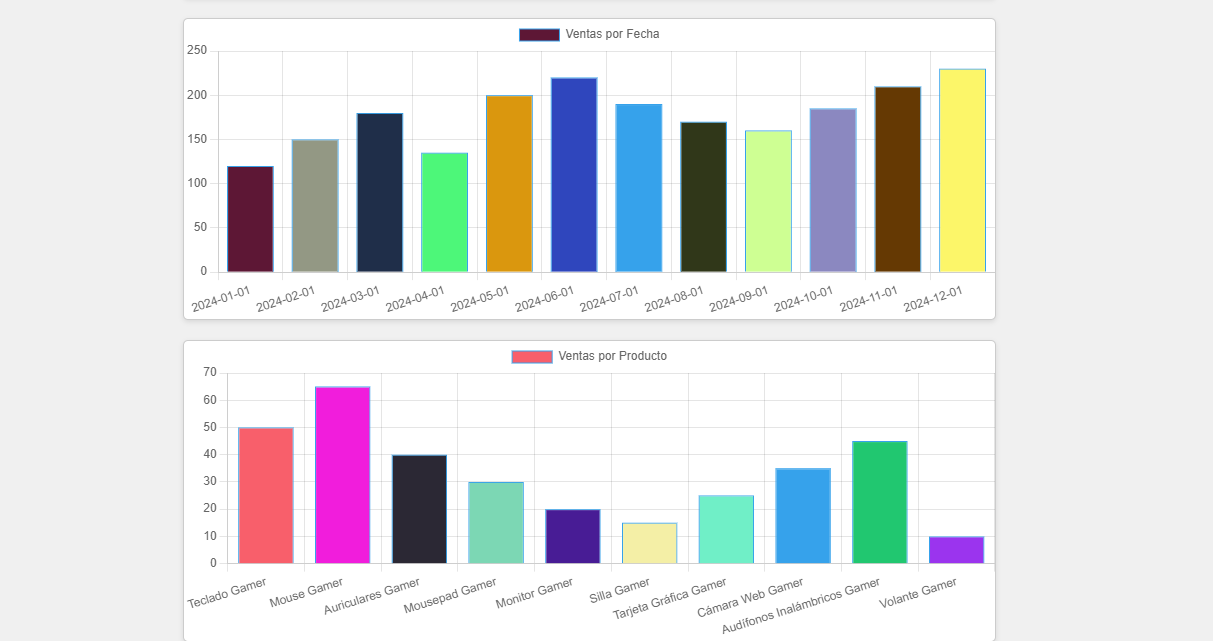 Ventas por Fecha
250
200
150
100
50
0
2024-01-01
2024-02-01
2024-03-01
2024-04-01
2024-05-01
2024-06-01
2024-07-01
2024-08-01
2024-09-01
2024-10-01
2024-11-01
2024-12-01
Ventas por Producto
70
60
50
40
30
20
10
0
Teclado Gamer
Mouse Gamer
Auriculares Gamer
Mousepad Gamer
Monitor Gamer
Silla Gamer
Tarjeta Gráfica Gamer
Cámara Web Gamer
Audífonos Inalámbricos Gamer
Volante Gamer